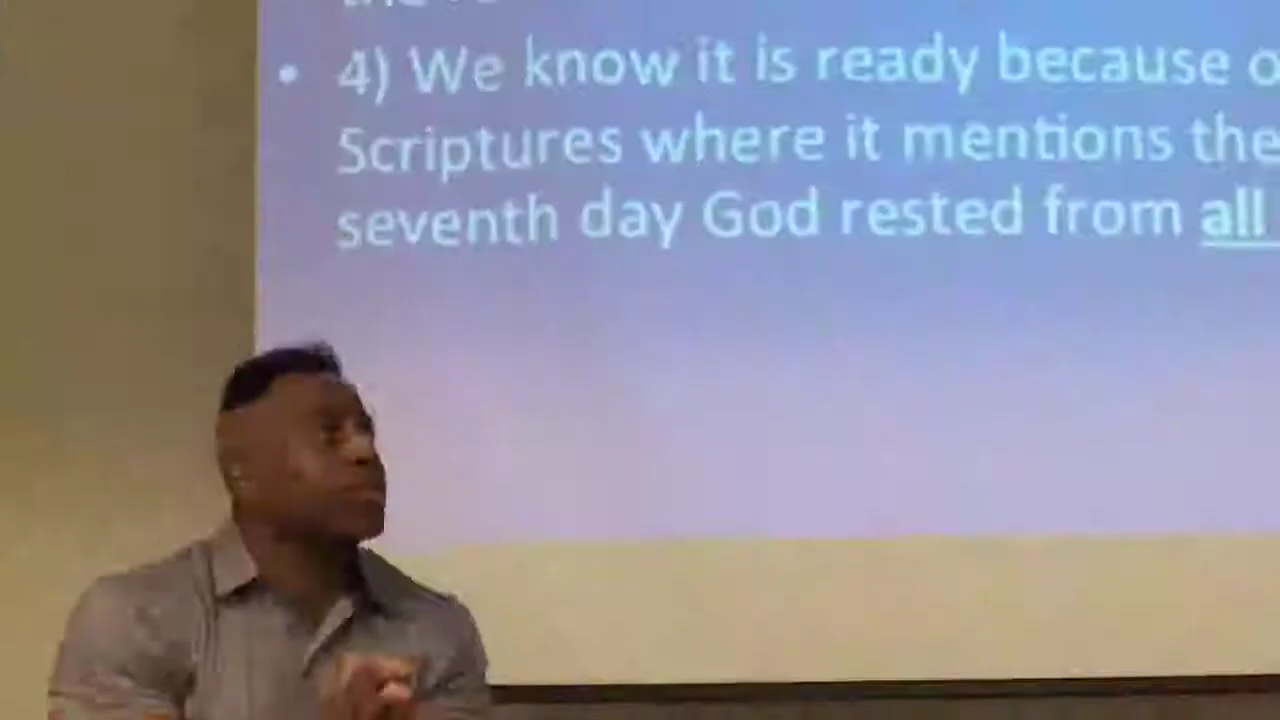 • 4) We know it is ready because
Scriptures where it mentions the
seventh day God rested from all